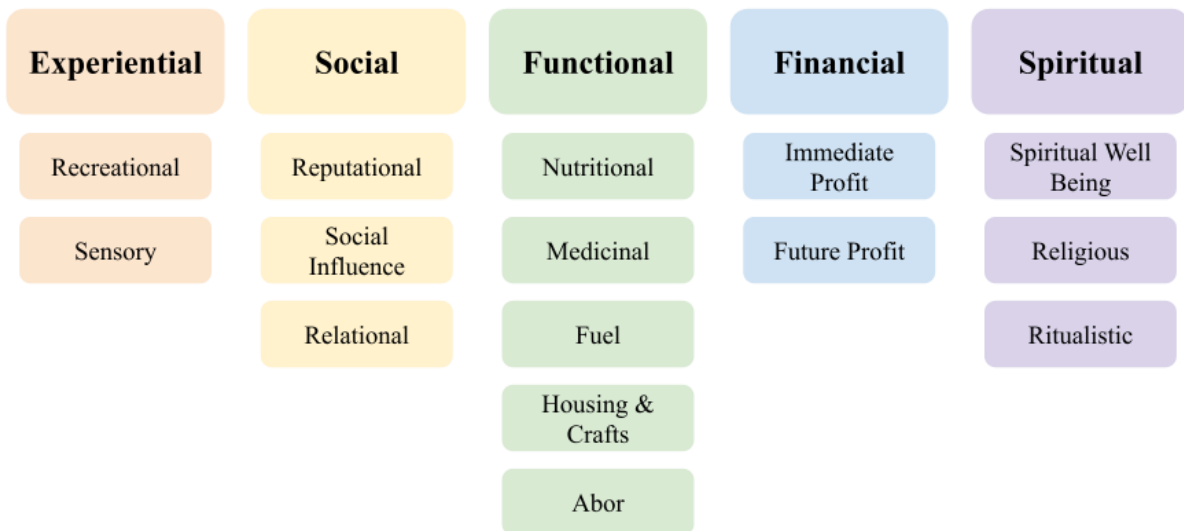 Experiential
Social
Functional
Financial
Spiritual
Recreational
Reputational
Nutritional
Immediate
Profit
Spiritual Well
Being
Sensory
Social
Influence
Medicinal
Future Profit
Religious
Relational
Fuel
Ritualistic
Housing &
Crafts
Abor